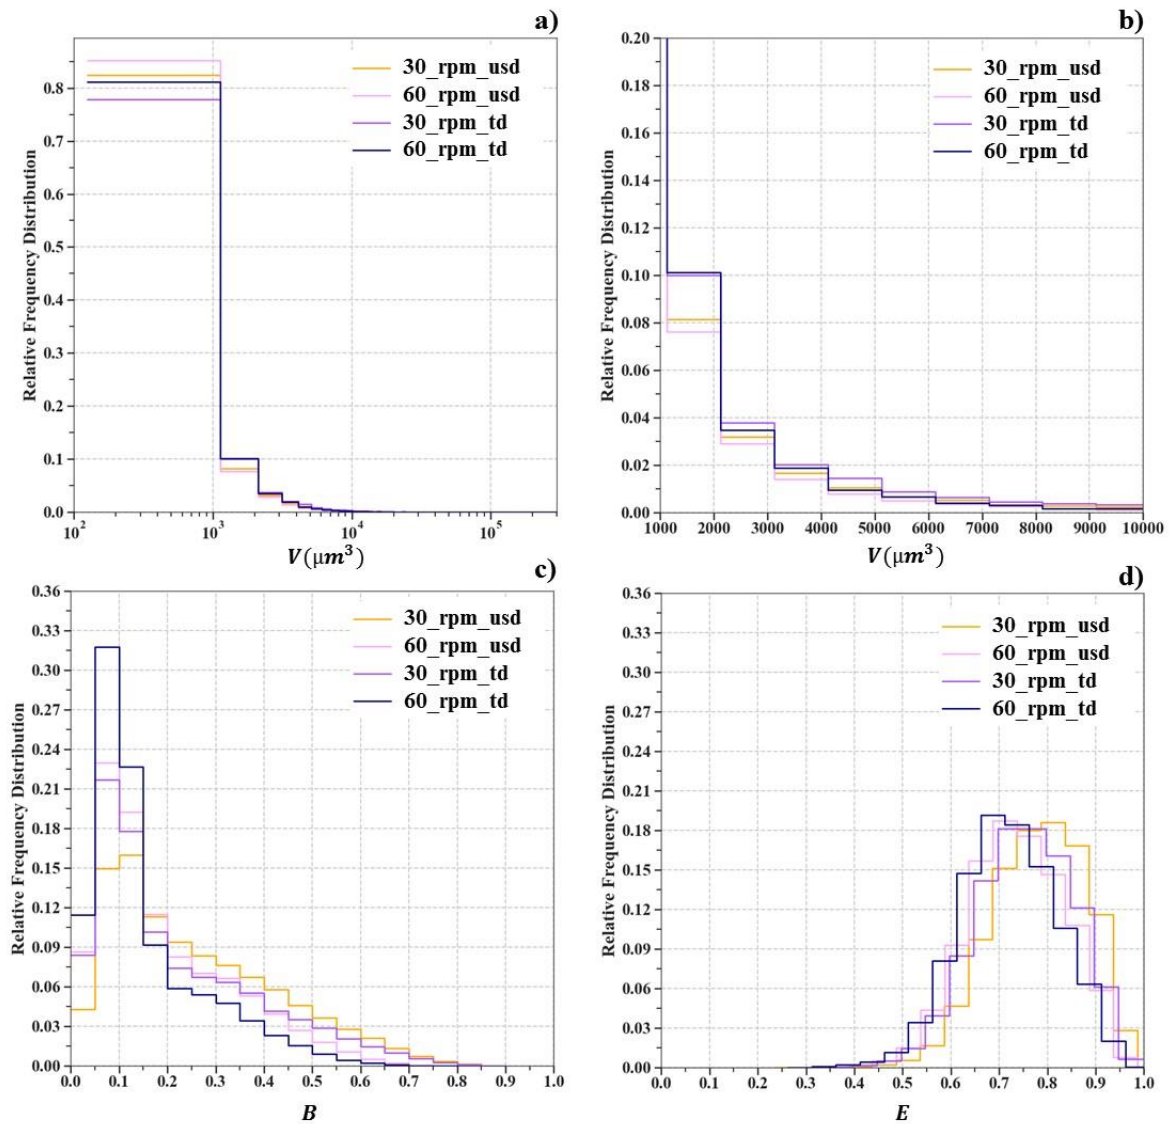 a)
Relative Frequency Distribution
0.8
0.7
0.6
0.5
0.4
0.3
0.2
0.1
0.0
10²
10³
10⁴
10⁵
V(μm³)
30_rpm_usd
60_rpm_usd
30_rpm_td
60_rpm_td
b)
Relative Frequency Distribution
0.20
0.18
0.16
0.14
0.12
0.10
0.08
0.06
0.04
0.02
0.00
1000 2000 3000 4000 5000 6000 7000 8000 9000 10000
V(μm³)
30_rpm_usd
60_rpm_usd
30_rpm_td
60_rpm_td
c)
Relative Frequency Distribution
0.36
0.33
0.30
0.27
0.24
0.21
0.18
0.15
0.12
0.09
0.06
0.03
0.00
0.0 0.1 0.2 0.3 0.4 0.5 0.6 0.7 0.8 0.9 1.0
B
30_rpm_usd
60_rpm_usd
30_rpm_td
60_rpm_td
d)
Relative Frequency Distribution
0.36
0.33
0.30
0.27
0.24
0.21
0.18
0.15
0.12
0.09
0.06
0.03
0.00
0.0 0.1 0.2 0.3 0.4 0.5 0.6 0.7 0.8 0.9 1.0
E
30_rpm_usd
60_rpm_usd
30_rpm_td
60_rpm_td